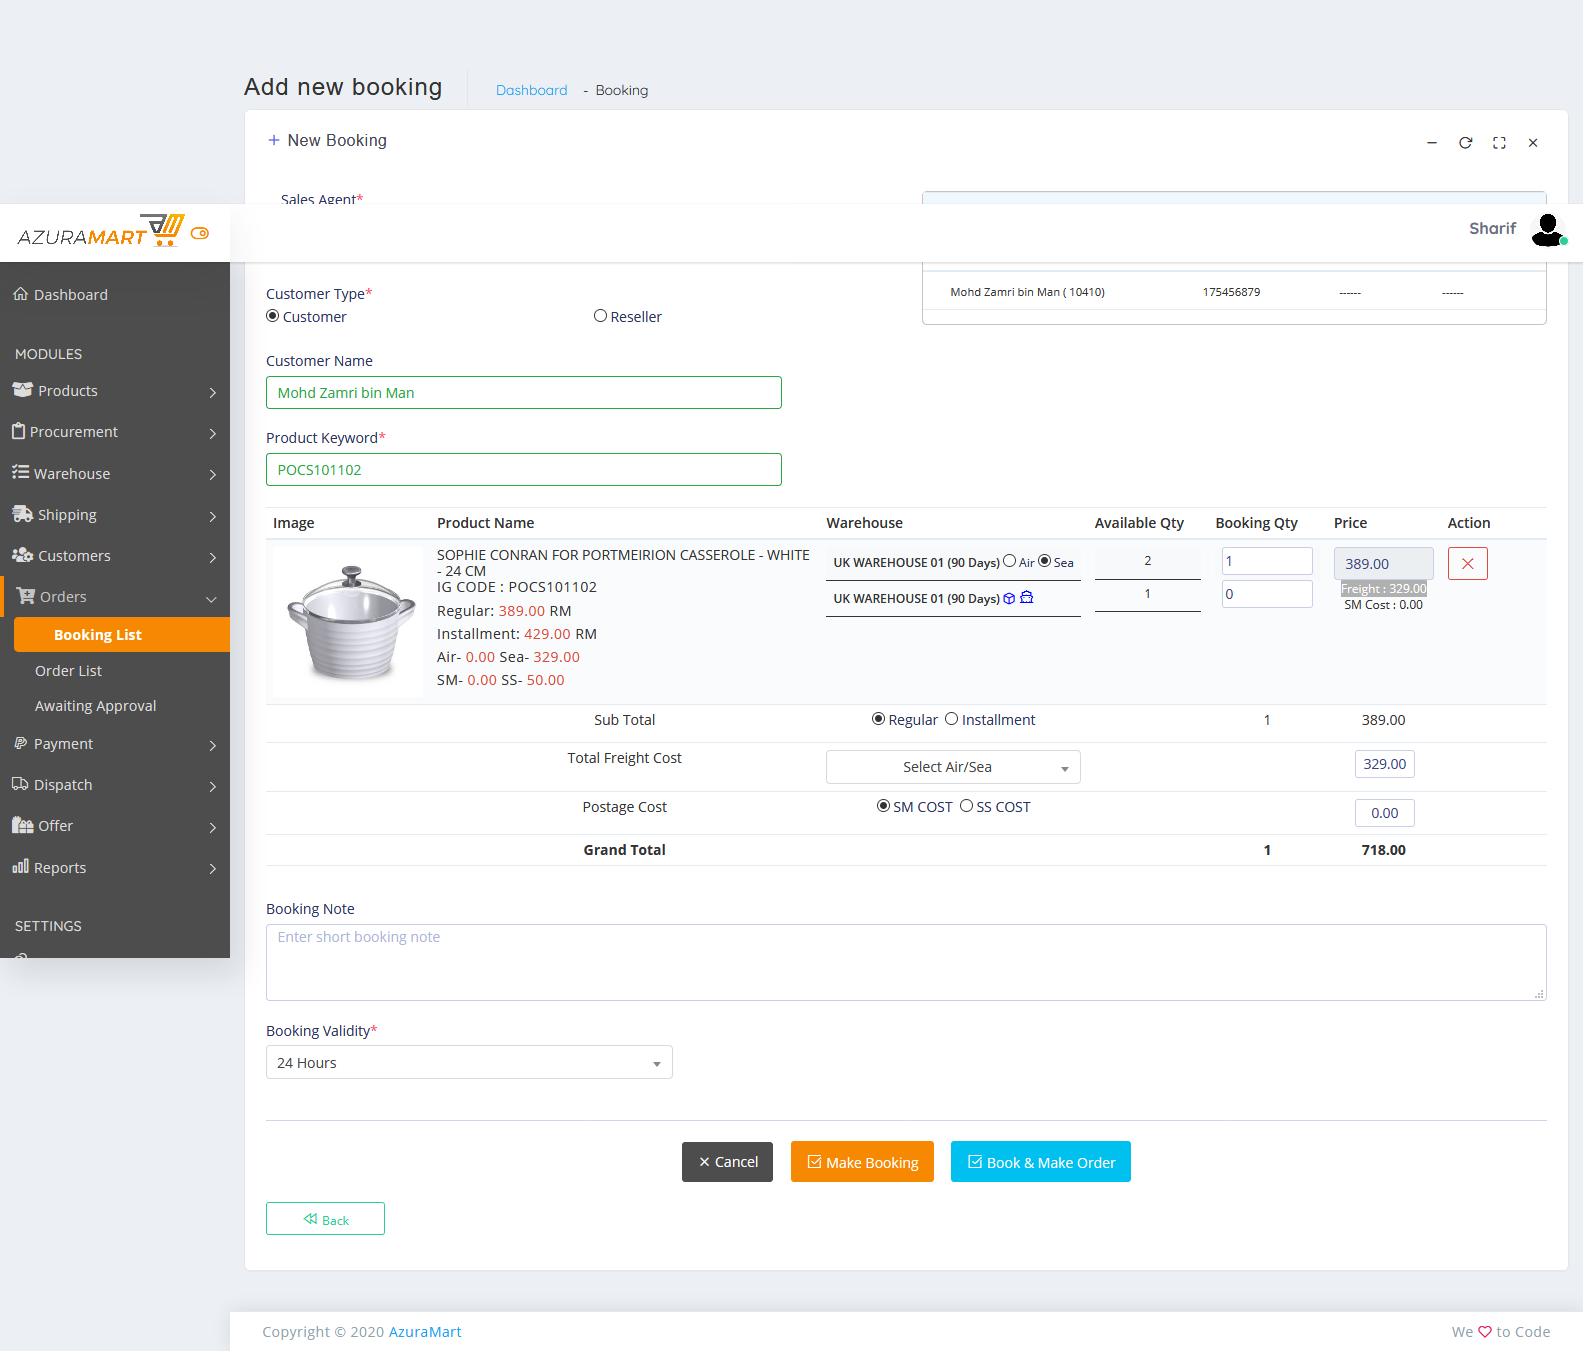 Add new booking
Dashboard - Booking
New Booking
Sales Agent*
AZURAMART
Sharif
Dashboard
MODULES
Products
Procurement
Warehouse
Shipping
Customers
Orders
Booking List
Order List
Awaiting Approval
Payment
Dispatch
Offer
Reports
SETTINGS
Mohd Zamri bin Man ( 10410) 175456879 ------ ------
Customer Type*
Customer Reseller
Customer Name
Mohd Zamri bin Man
Product Keyword*
POCS101102
Image Product Name Warehouse Available Qty Booking Qty Price Action
SOPHIE CONRAN FOR PORTMEIRION CASSEROLE - WHITE
- 24 CM
IG CODE : POCS101102
Regular: 389.00 RM
Installment: 429.00 RM
Air- 0.00 Sea- 329.00
SM- 0.00 SS- 50.00
UK WAREHOUSE 01 (90 Days) Air Sea
UK WAREHOUSE 01 (90 Days)
2
1
1
0
389.00
Freight : 329.00
SM Cost : 0.00
Sub Total Regular Installment 1 389.00
Total Freight Cost Select Air/Sea 329.00
Postage Cost SM COST SS COST 0.00
Grand Total 1 718.00
Booking Note
Enter short booking note
Booking Validity*
24 Hours
Cancel Make Booking Book & Make Order
Back
Copyright © 2020 AzuraMart
We to Code